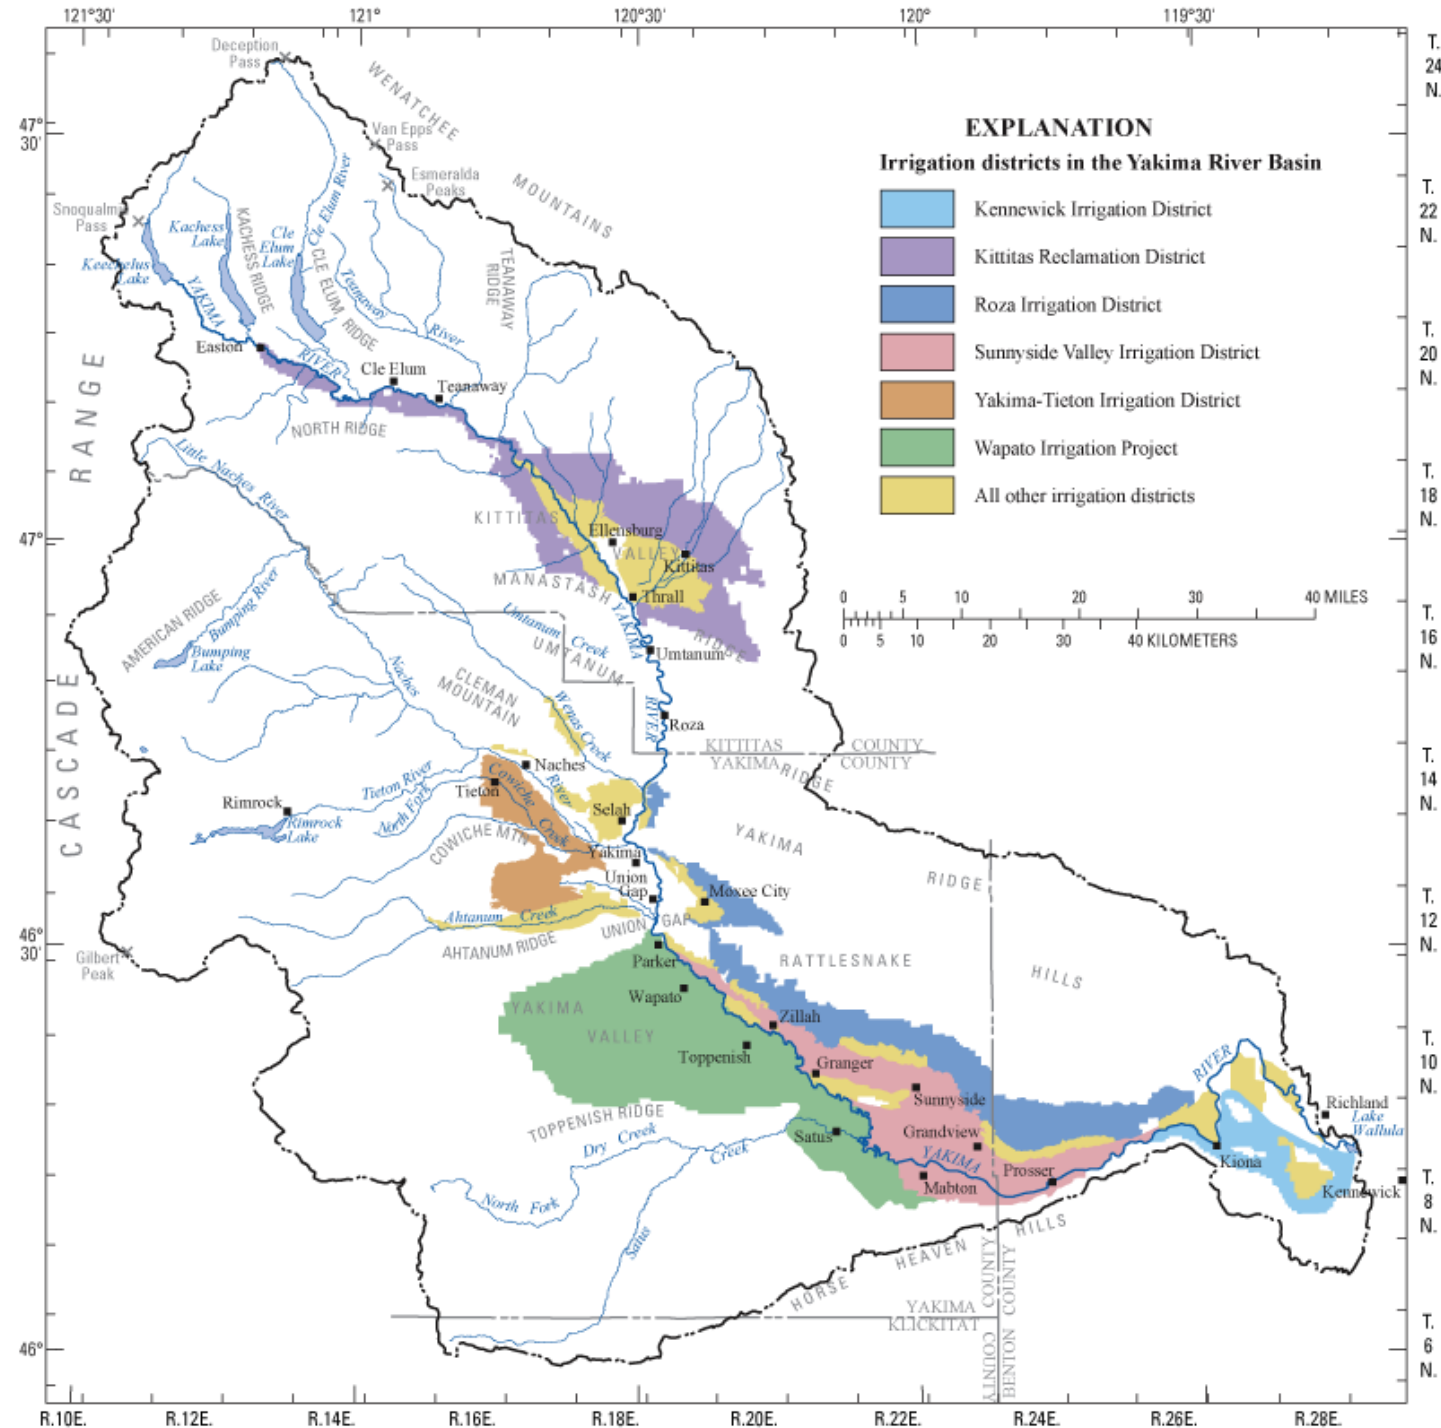 121°30'
121°
120°30'
120°
119°30'
T.
24
N.
T.
22
N.
T.
20
N.
T.
18
N.
T.
16
N.
T.
14
N.
T.
12
N.
T.
10
N.
T.
8
N.
T.
6
N.
47°
30'
47°
46°
30'
46°
EXPLANATION
Irrigation districts in the Yakima River Basin
Kennewick Irrigation District
Kittitas Reclamation District
Roza Irrigation District
Sunnyside Valley Irrigation District
Yakima-Tieton Irrigation District
Wapato Irrigation Project
All other irrigation districts
0 5 10 20 30 40 MILES
0 5 10 20 30 40 KILOMETERS
Deception
Pass
WENATCHEE
MOUNTAINS
Van Epps
Pass
Esmeralda
Peaks
Snoqualmie
Pass
Kachess
Lake
KACHESS RIDGE
Cle
Elum
Lake
Cle Elum River
CLE ELUM RIDGE
Keechelus
Lake
YAKIMA
RIVER
Teanaway
River
TEANAWAY
RIDGE
Easton
Cle Elum
Teanaway
NORTH RIDGE
CASCADE RANGE
Little Naches River
KITTITAS
VALLEY
Ellensburg
Kittitas
Thrall
MANASTASH
RIDGE
YAKIMA
RIVER
Umtanum Creek
UMTANUM
Umtanum
AMERICAN RIDGE
Bumping River
Bumping
Lake
Naches
River
CLEMAN
MOUNTAIN
Wenas Creek
Roza
KITTITAS COUNTY
YAKIMA COUNTY
RIDGE
Naches
Tieton River
Tieton
Cowiche
Creek
North Fork
Rimrock
Rimrock
Lake
Selah
COWICHE MTN
Yakima
Union
Gap
YAKIMA
RIDGE
Moxee City
Ahtanum Creek
AHTANUM RIDGE
UNION GAP
Gilbert
Peak
Parker
RATTLESNAKE
HILLS
Wapato
YAKIMA
VALLEY
Zillah
Toppenish
Granger
Sunnyside
TOPPENISH RIDGE
Dry Creek
Satus
Creek
Grandview
YAKIMA
Prosser
Mabton
RIVER
Richland
Lake
Wallula
Kiona
Kennewick
North Fork
Satus
HORSE HEAVEN HILLS
YAKIMA
KLICKITAT
COUNTY
COUNTY
BENTON COUNTY
R.10E.
R.12E.
R.14E.
R.16E.
R.18E.
R.20E.
R.22E.
R.24E.
R.26E.
R.28E.